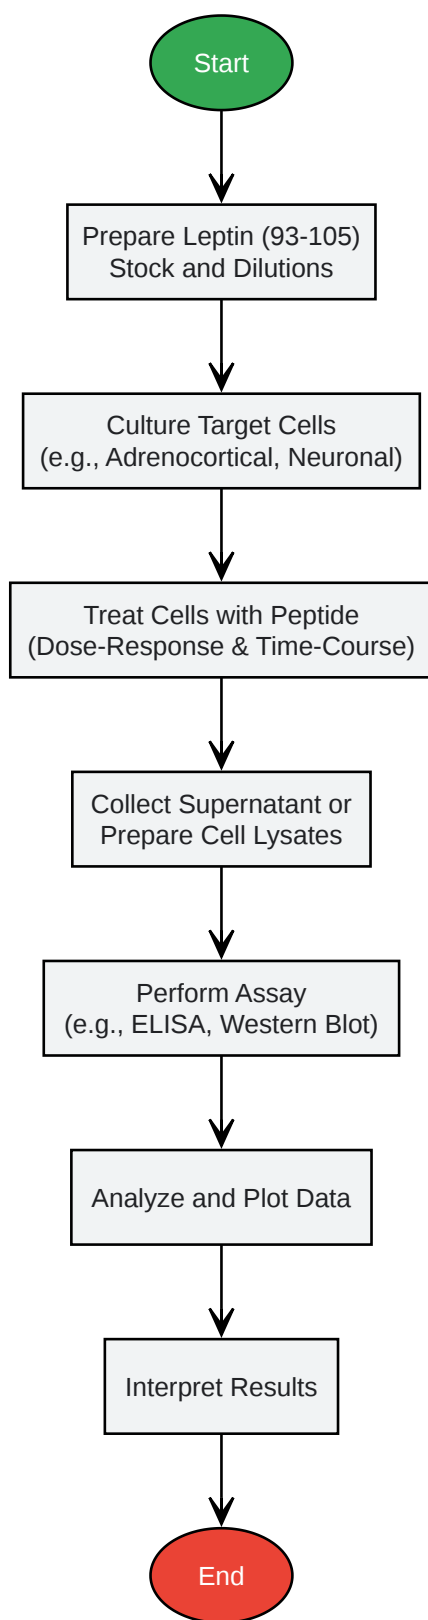 Start
Prepare Leptin (93-105)
Stock and Dilutions
Culture Target Cells
(e.g., Adrenocortical, Neuronal)
Treat Cells with Peptide
(Dose-Response & Time-Course)
Collect Supernatant or
Prepare Cell Lysates
Perform Assay
(e.g., ELISA, Western Blot)
Analyze and Plot Data
Interpret Results
End